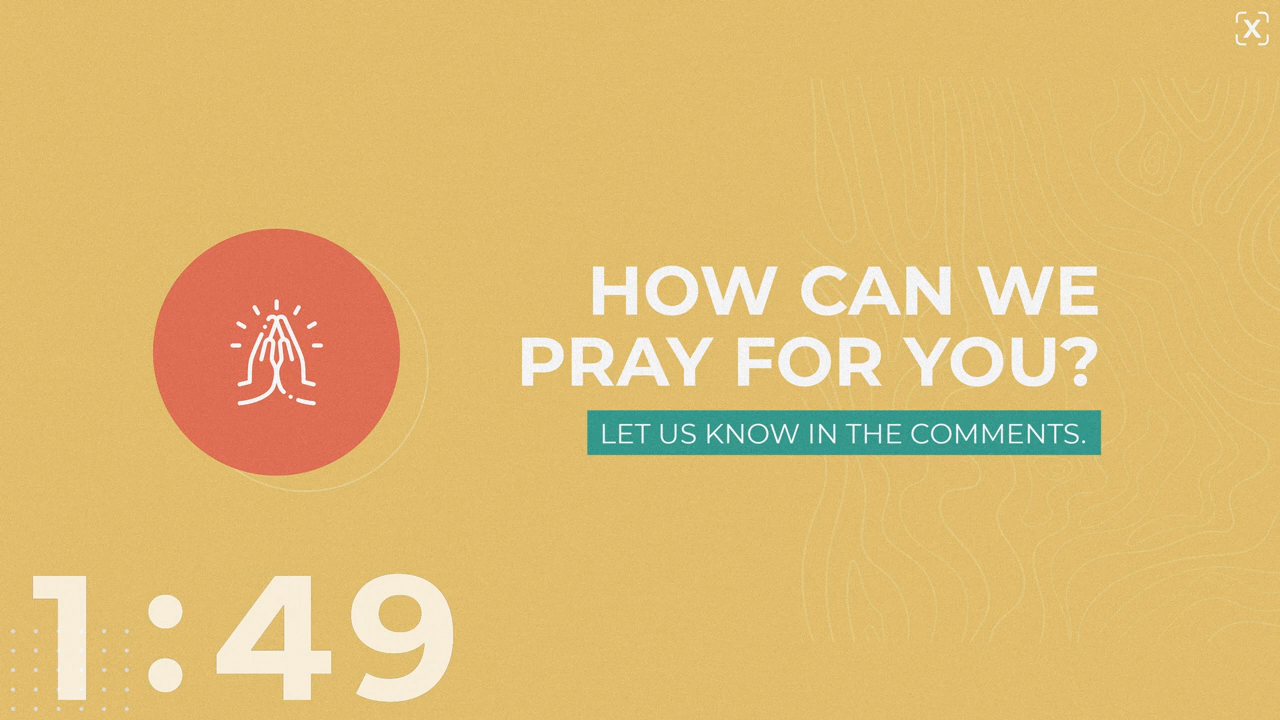 X
HOW CAN WE
PRAY FOR YOU?
LET US KNOW IN THE COMMENTS.
1:49